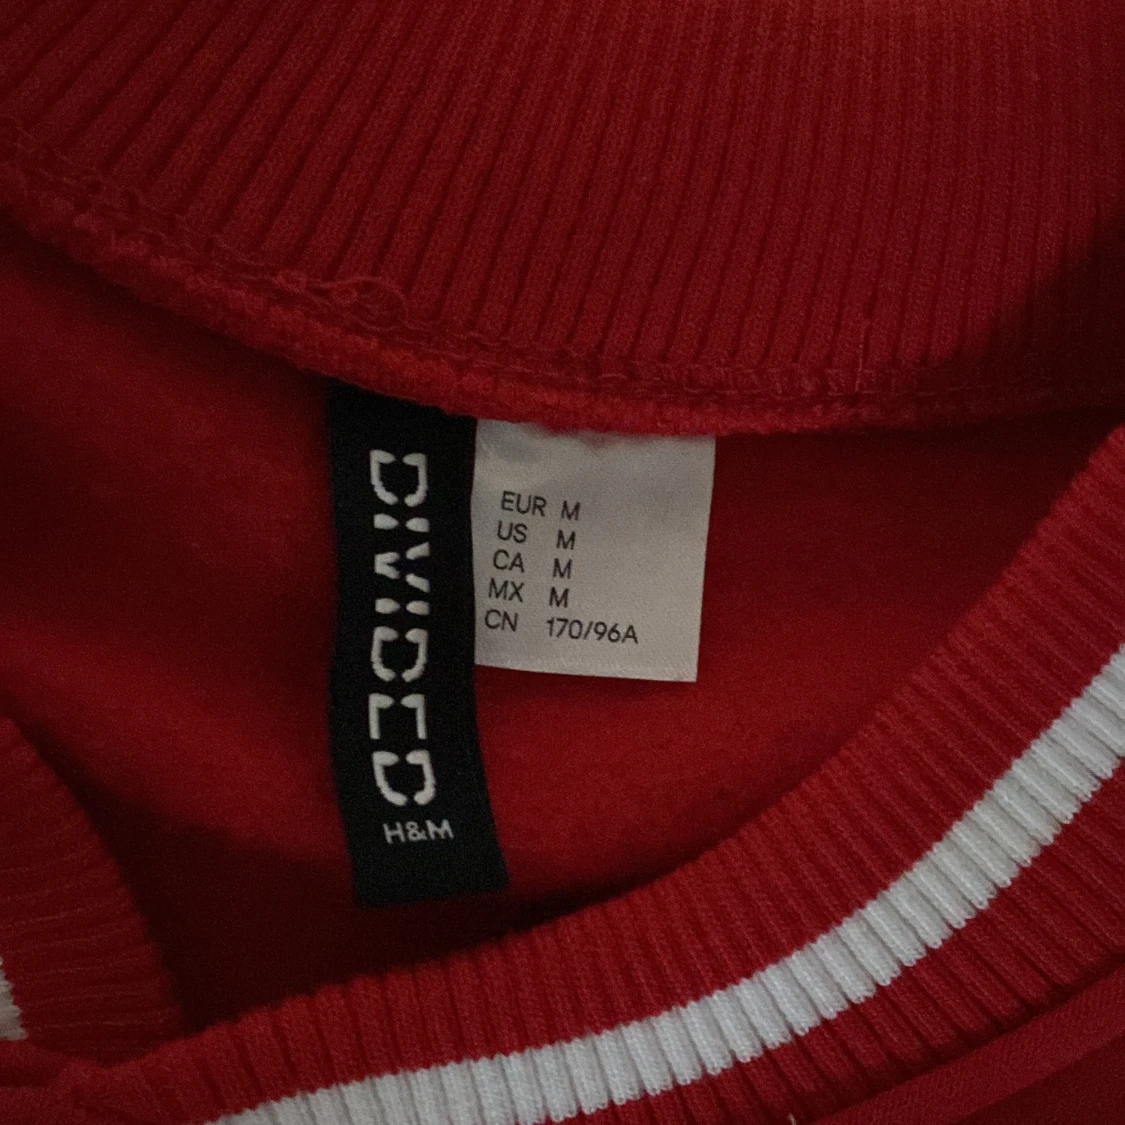 DIVIDED
H&M
EUR M
US M
CA M
MX M
CN 170/96A